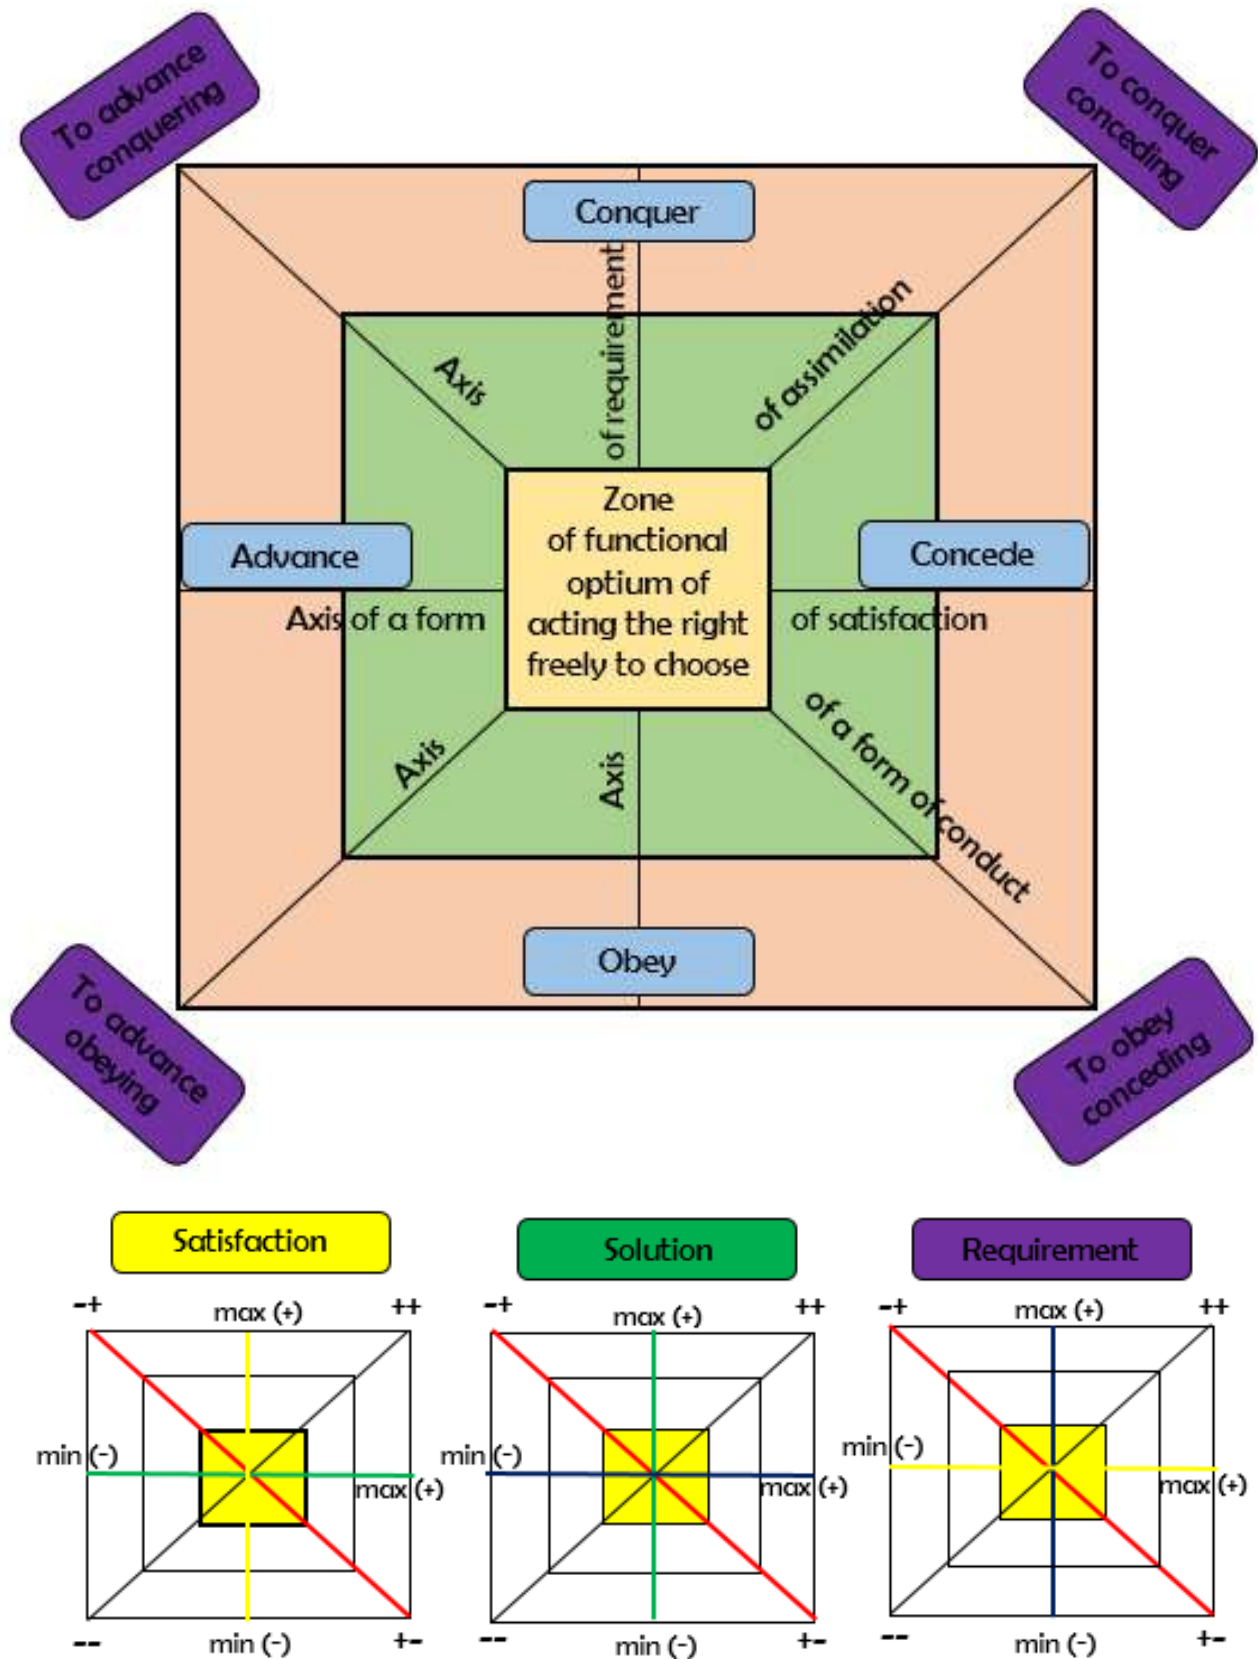 To advance
conquering
To conquer
conceding
Conquer
of requirement
of assimilation
Axis
Zone
of functional
optium of
acting the right
freely to choose
Advance
Concede
Axis of a form
of satisfaction
of a form of conduct
Axis
Axis
Obey
To advance
obeying
To obey
conceding
Satisfaction
Solution
Requirement
-+
max (+)
++
-+
max (+)
++
-+
max (+)
++
min (-)
max (+)
min (-)
max (+)
min (-)
max (+)
--
min (-)
+-
--
min (-)
+-
--
min (-)
+-